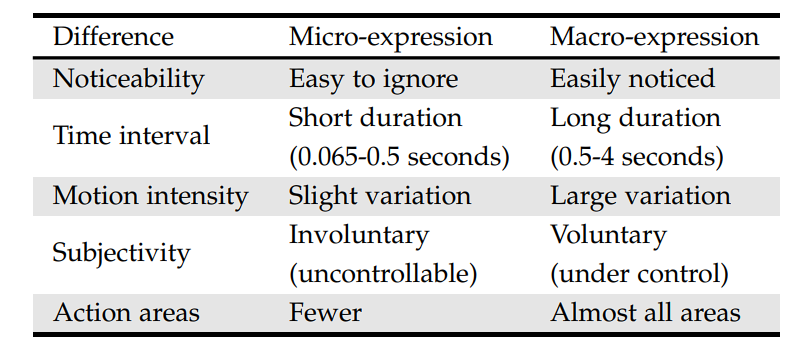 Difference Micro-expression Macro-expression
Noticeability Easy to ignore Easily noticed
Time interval Short duration (0.065-0.5 seconds) Long duration (0.5-4 seconds)
Motion intensity Slight variation Large variation
Subjectivity Involuntary (uncontrollable) Voluntary (under control)
Action areas Fewer Almost all areas